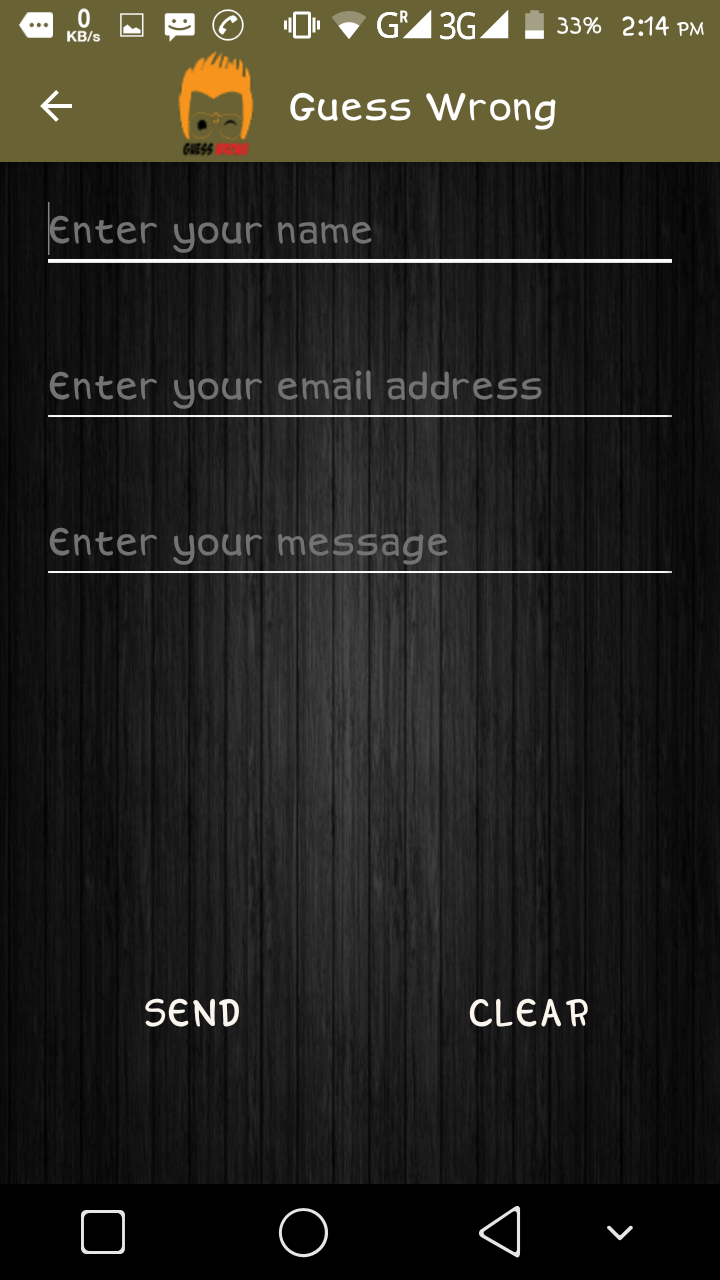 0 KB/s G R 3G 33% 2:14 PM
GUESS WRONG Guess Wrong
Enter your name
Enter your email address
Enter your message
SEND CLEAR